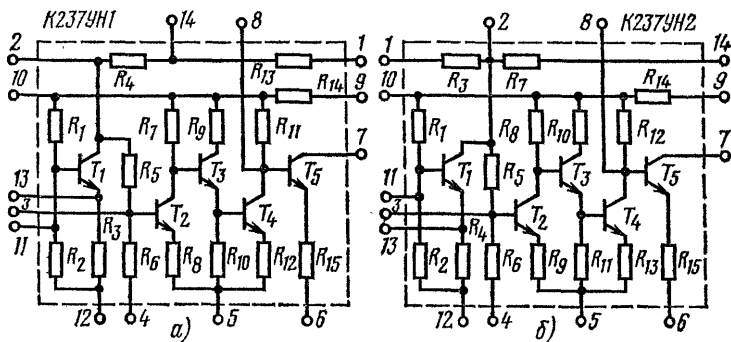 К237УН1 14 8
2 1
R4 R13
10 R14 9
R1 R7 R9 R11
7
T1 R5 T3 T5
13
3 T2 T4
11 R3
R2 R6 R8 R10 R12 R15
12 4 5 6
а)
2 8 К237УН2
1 14
R3 R7
10 R14 9
R1 R8 R10 R12
7
T1 R5 T3 T5
11
3 T2 T4
13 R4
R2 R6 R9 R11 R13 R15
12 4 5 6
б)